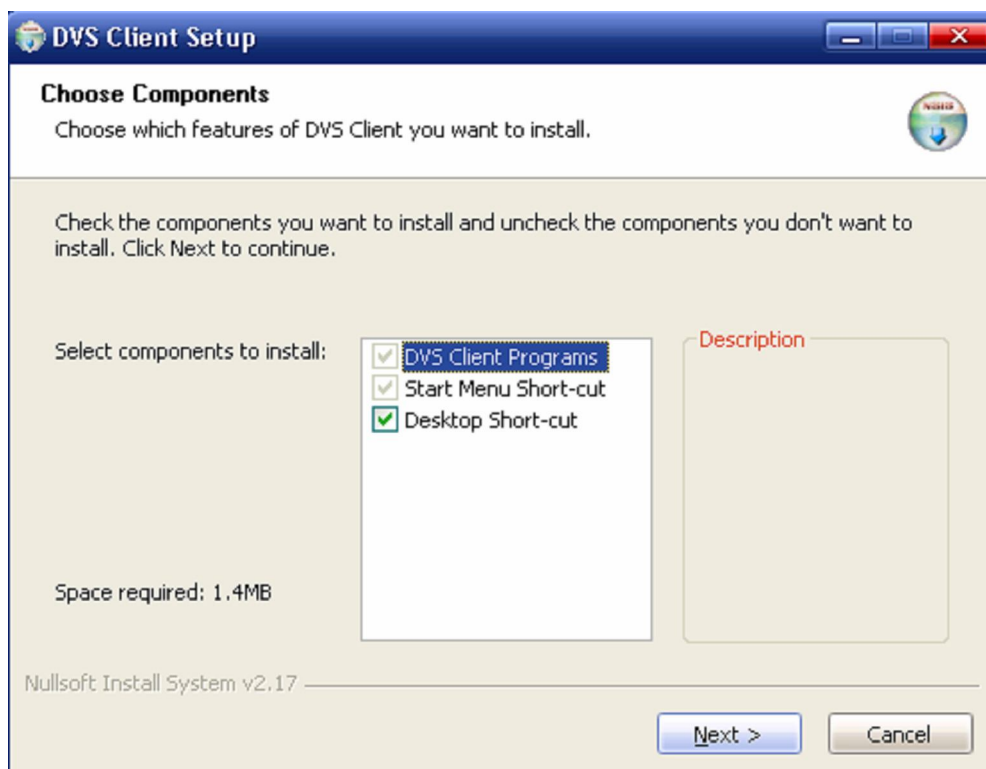 DVS Client Setup
Choose Components
Choose which features of DVS Client you want to install.
Check the components you want to install and uncheck the components you don't want to
install. Click Next to continue.
Select components to install:
DVS Client Programs
Start Menu Short-cut
Desktop Short-cut
Description
Space required: 1.4MB
Nullsoft Install System v2.17
Next >
Cancel